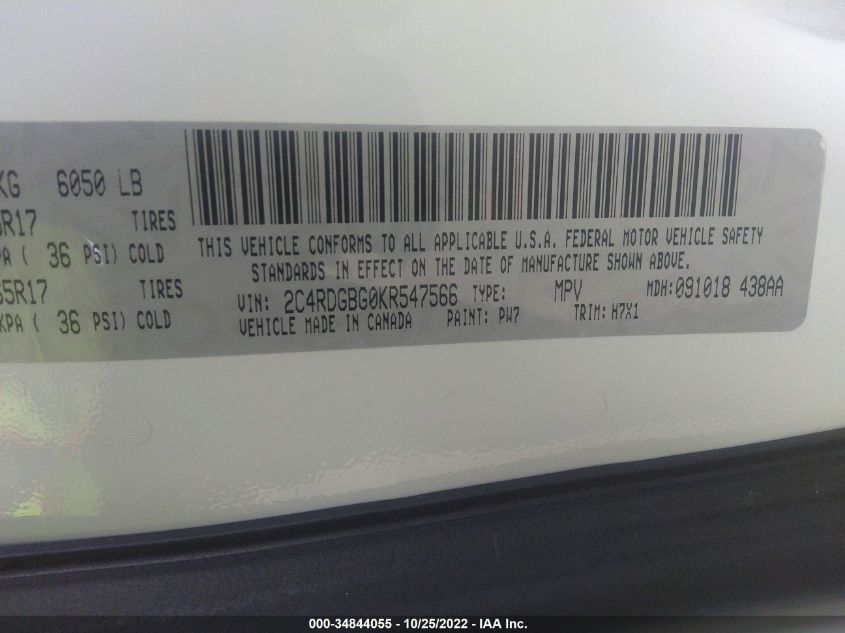 KG 6050 LB
R17 TIRES
PA ( 36 PSI) COLD
65R17 TIRES
KPA ( 36 PSI) COLD
THIS VEHICLE CONFORMS TO ALL APPLICABLE U.S.A. FEDERAL MOTOR VEHICLE SAFETY
STANDARDS IN EFFECT ON THE DATE OF MANUFACTURE SHOWN ABOVE.
VIN: 2C4RDGBG0KR547566 TYPE: MPV MDH:091018 438AA
VEHICLE MADE IN CANADA PAINT: PW7 TRIM: H7X1
000-34844055 - 10/25/2022 - IAA Inc.